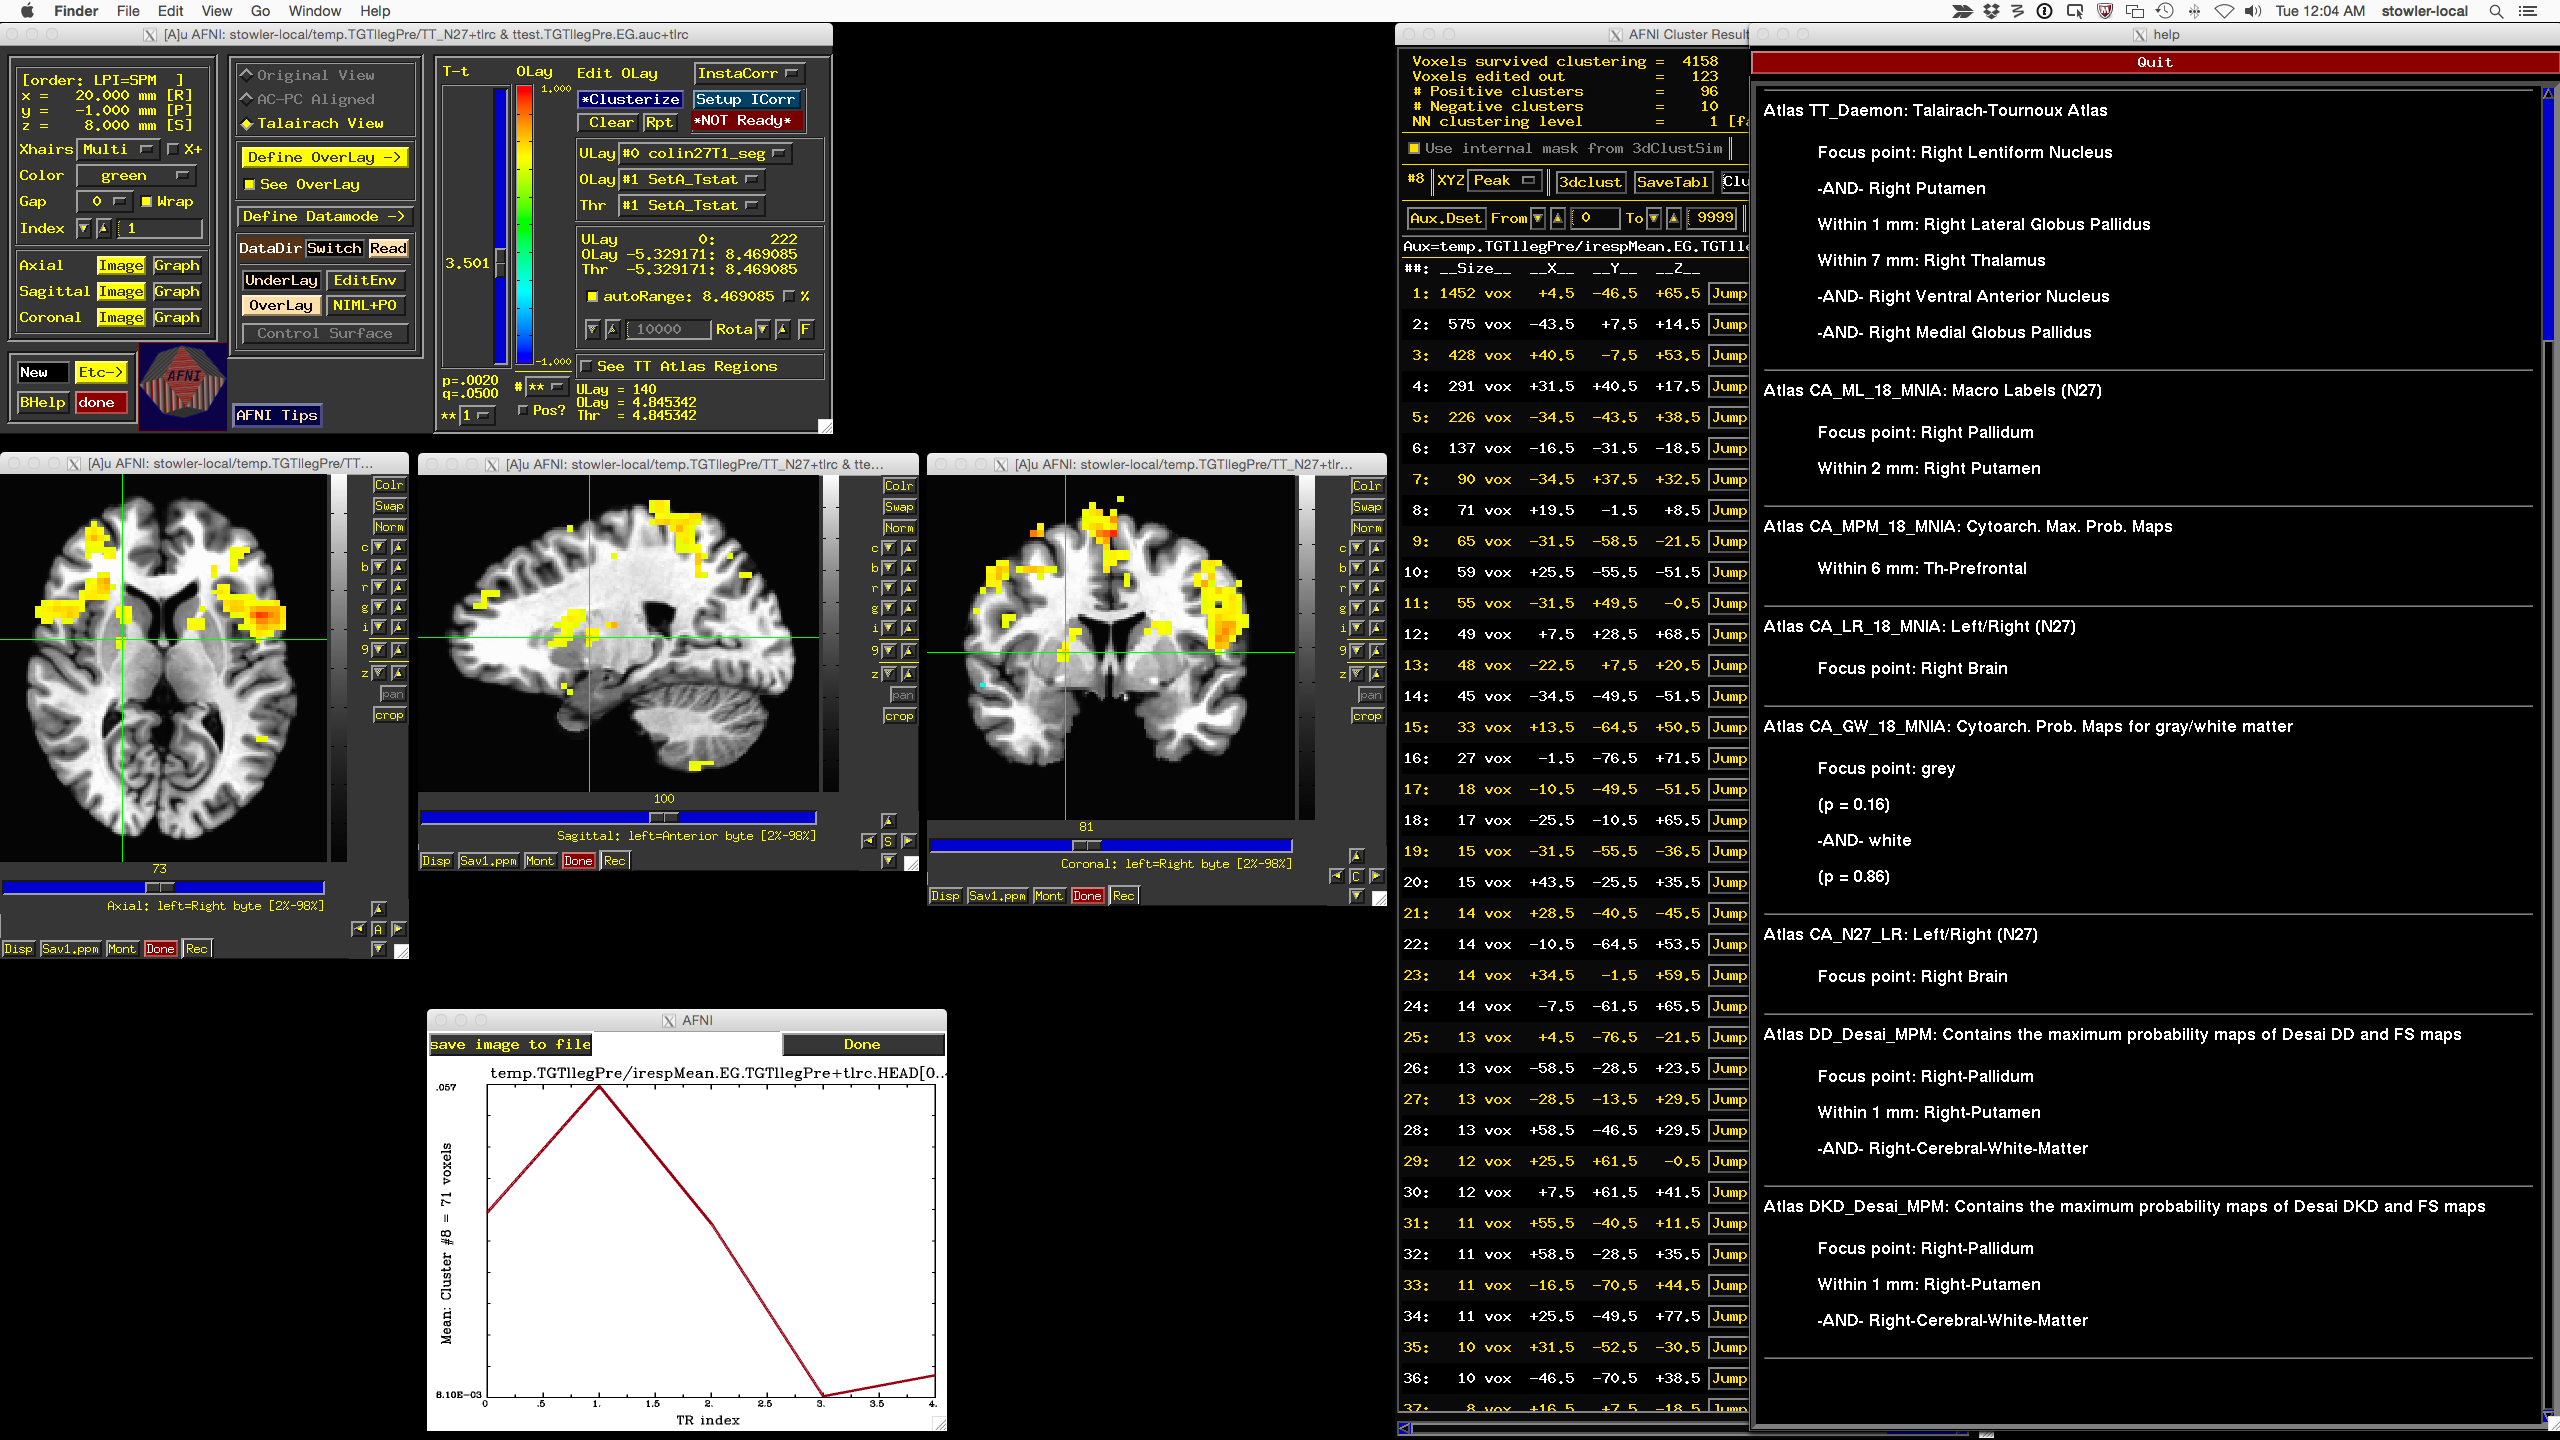 Finder File Edit View Go Window Help
Tue 12:04 AM stowler-local
[A]u AFNI: stowler-local/temp.TGTllegPre/TT_N27+tlrc & ttest.TGTllegPre.EG.auc+tlrc
[order: LPI=SPM ]
x = 20.000 mm [R]
y = -1.000 mm [P]
z = 8.000 mm [S]
Xhairs Multi X+
Color green
Gap 0 Wrap
Index 1
Axial Image Graph
Sagittal Image Graph
Coronal Image Graph
New Etc->
BHelp done
AFNI
Original View
AC-PC Aligned
Talairach View
Define OverLay ->
See OverLay
Define Datamode ->
DataDir Switch Read
UnderLay EditEnv
OverLay NIML+PO
Control Surface
AFNI Tips
T-t OLay
1.000
3.501
-1.000
p=.0020
q=.0500
** 1
# **
Pos?
Edit OLay InstaCorr
*Clusterize Setup ICorr
Clear Rpt *NOT Ready*
ULay #0 colin27T1_seg
OLay #1 SetA_Tstat
Thr #1 SetA_Tstat
ULay 0: 222
OLay -5.329171: 8.469085
Thr -5.329171: 8.469085
autoRange: 8.469085 %
10000 Rota F
See TT Atlas Regions
ULay = 140
OLay = 4.845342
Thr = 4.845342
[A]u AFNI: stowler-local/temp.TGTllegPre/TT...
Colr
Swap
Norm
c
b
r
g
i
9
z
pan
crop
73
Axial: left=Right byte [2%-98%]
A
Disp Sav1.ppm Mont Done Rec
[A]u AFNI: stowler-local/temp.TGTllegPre/TT_N27+tlrc & tte...
Colr
Swap
Norm
c
b
r
g
i
9
z
pan
crop
100
Sagittal: left=Anterior byte [2%-98%]
S
Disp Sav1.ppm Mont Done Rec
[A]u AFNI: stowler-local/temp.TGTllegPre/TT_N27+tlr...
Colr
Swap
Norm
c
b
r
g
i
9
z
pan
crop
81
Coronal: left=Right byte [2%-98%]
C
Disp Sav1.ppm Mont Done Rec
AFNI
save image to file Done
temp.TGTllegPre/irespMean.EG.TGTllegPre+tlrc.HEAD[0..
.057
Mean: Cluster #8 = 71 voxels
8.10E-03
0 .5 1. 1.5 2. 2.5 3. 3.5 4.
TR index
AFNI Cluster Result
Voxels survived clustering = 4158
Voxels edited out = 123
# Positive clusters = 96
# Negative clusters = 10
NN clustering level = 1 [fa
Use internal mask from 3dClustSim
#8 XYZ Peak 3dclust SaveTabl Clu
Aux.Dset From 0 To 9999
Aux=temp.TGTllegPre/irespMean.EG.TGTlle
##: __Size__ __X__ __Y__ __Z__
1: 1452 vox +4.5 -46.5 +65.5 Jump
2: 575 vox -43.5 +7.5 +14.5 Jump
3: 428 vox +40.5 -7.5 +53.5 Jump
4: 291 vox +31.5 +40.5 +17.5 Jump
5: 226 vox -34.5 -43.5 +38.5 Jump
6: 137 vox -16.5 -31.5 -18.5 Jump
7: 90 vox -34.5 +37.5 +32.5 Jump
8: 71 vox +19.5 -1.5 +8.5 Jump
9: 65 vox -31.5 -58.5 -21.5 Jump
10: 59 vox +25.5 -55.5 -51.5 Jump
11: 55 vox -31.5 +49.5 -0.5 Jump
12: 49 vox +7.5 +28.5 +68.5 Jump
13: 48 vox -22.5 +7.5 +20.5 Jump
14: 45 vox -34.5 -49.5 -51.5 Jump
15: 33 vox +13.5 -64.5 +50.5 Jump
16: 27 vox -1.5 -76.5 +71.5 Jump
17: 18 vox -10.5 -49.5 -51.5 Jump
18: 17 vox -25.5 -10.5 +65.5 Jump
19: 15 vox -31.5 -55.5 -36.5 Jump
20: 15 vox +43.5 -25.5 +35.5 Jump
21: 14 vox +28.5 -40.5 -45.5 Jump
22: 14 vox -10.5 -64.5 +53.5 Jump
23: 14 vox +34.5 -1.5 +59.5 Jump
24: 14 vox -7.5 -61.5 +65.5 Jump
25: 13 vox +4.5 -76.5 -21.5 Jump
26: 13 vox -58.5 -28.5 +23.5 Jump
27: 13 vox -28.5 -13.5 +29.5 Jump
28: 13 vox +58.5 -46.5 +29.5 Jump
29: 12 vox +25.5 +61.5 -0.5 Jump
30: 12 vox +7.5 +61.5 +41.5 Jump
31: 11 vox +55.5 -40.5 +11.5 Jump
32: 11 vox +58.5 -28.5 +35.5 Jump
33: 11 vox -16.5 -70.5 +44.5 Jump
34: 11 vox +25.5 -49.5 +77.5 Jump
35: 10 vox +31.5 -52.5 -30.5 Jump
36: 10 vox -46.5 -70.5 +38.5 Jump
37: 8 vox +16.5 +7.5 -18.5 Jump
help
Quit
Atlas TT_Daemon: Talairach-Tournoux Atlas
Focus point: Right Lentiform Nucleus
-AND- Right Putamen
Within 1 mm: Right Lateral Globus Pallidus
Within 7 mm: Right Thalamus
-AND- Right Ventral Anterior Nucleus
-AND- Right Medial Globus Pallidus
Atlas CA_ML_18_MNIA: Macro Labels (N27)
Focus point: Right Pallidum
Within 2 mm: Right Putamen
Atlas CA_MPM_18_MNIA: Cytoarch. Max. Prob. Maps
Within 6 mm: Th-Prefrontal
Atlas CA_LR_18_MNIA: Left/Right (N27)
Focus point: Right Brain
Atlas CA_GW_18_MNIA: Cytoarch. Prob. Maps for gray/white matter
Focus point: grey
(p = 0.16)
-AND- white
(p = 0.86)
Atlas CA_N27_LR: Left/Right (N27)
Focus point: Right Brain
Atlas DD_Desai_MPM: Contains the maximum probability maps of Desai DD and FS maps
Focus point: Right-Pallidum
Within 1 mm: Right-Putamen
-AND- Right-Cerebral-White-Matter
Atlas DKD_Desai_MPM: Contains the maximum probability maps of Desai DKD and FS maps
Focus point: Right-Pallidum
Within 1 mm: Right-Putamen
-AND- Right-Cerebral-White-Matter